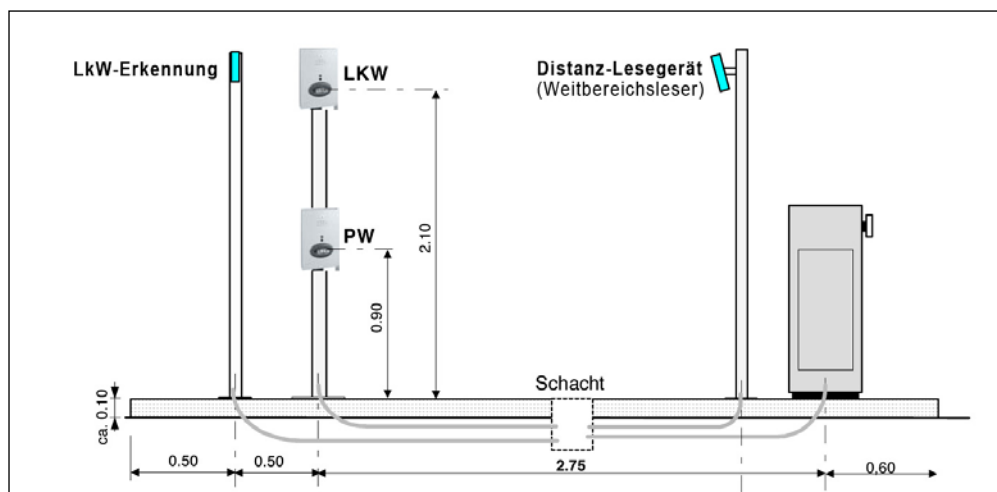 LkW-Erkennung
LKW
Distanz-Lesegerät
(Weitbereichsleser)
PW
2.10
0.90
Schacht
ca. 0.10
0.50
0.50
2.75
0,60